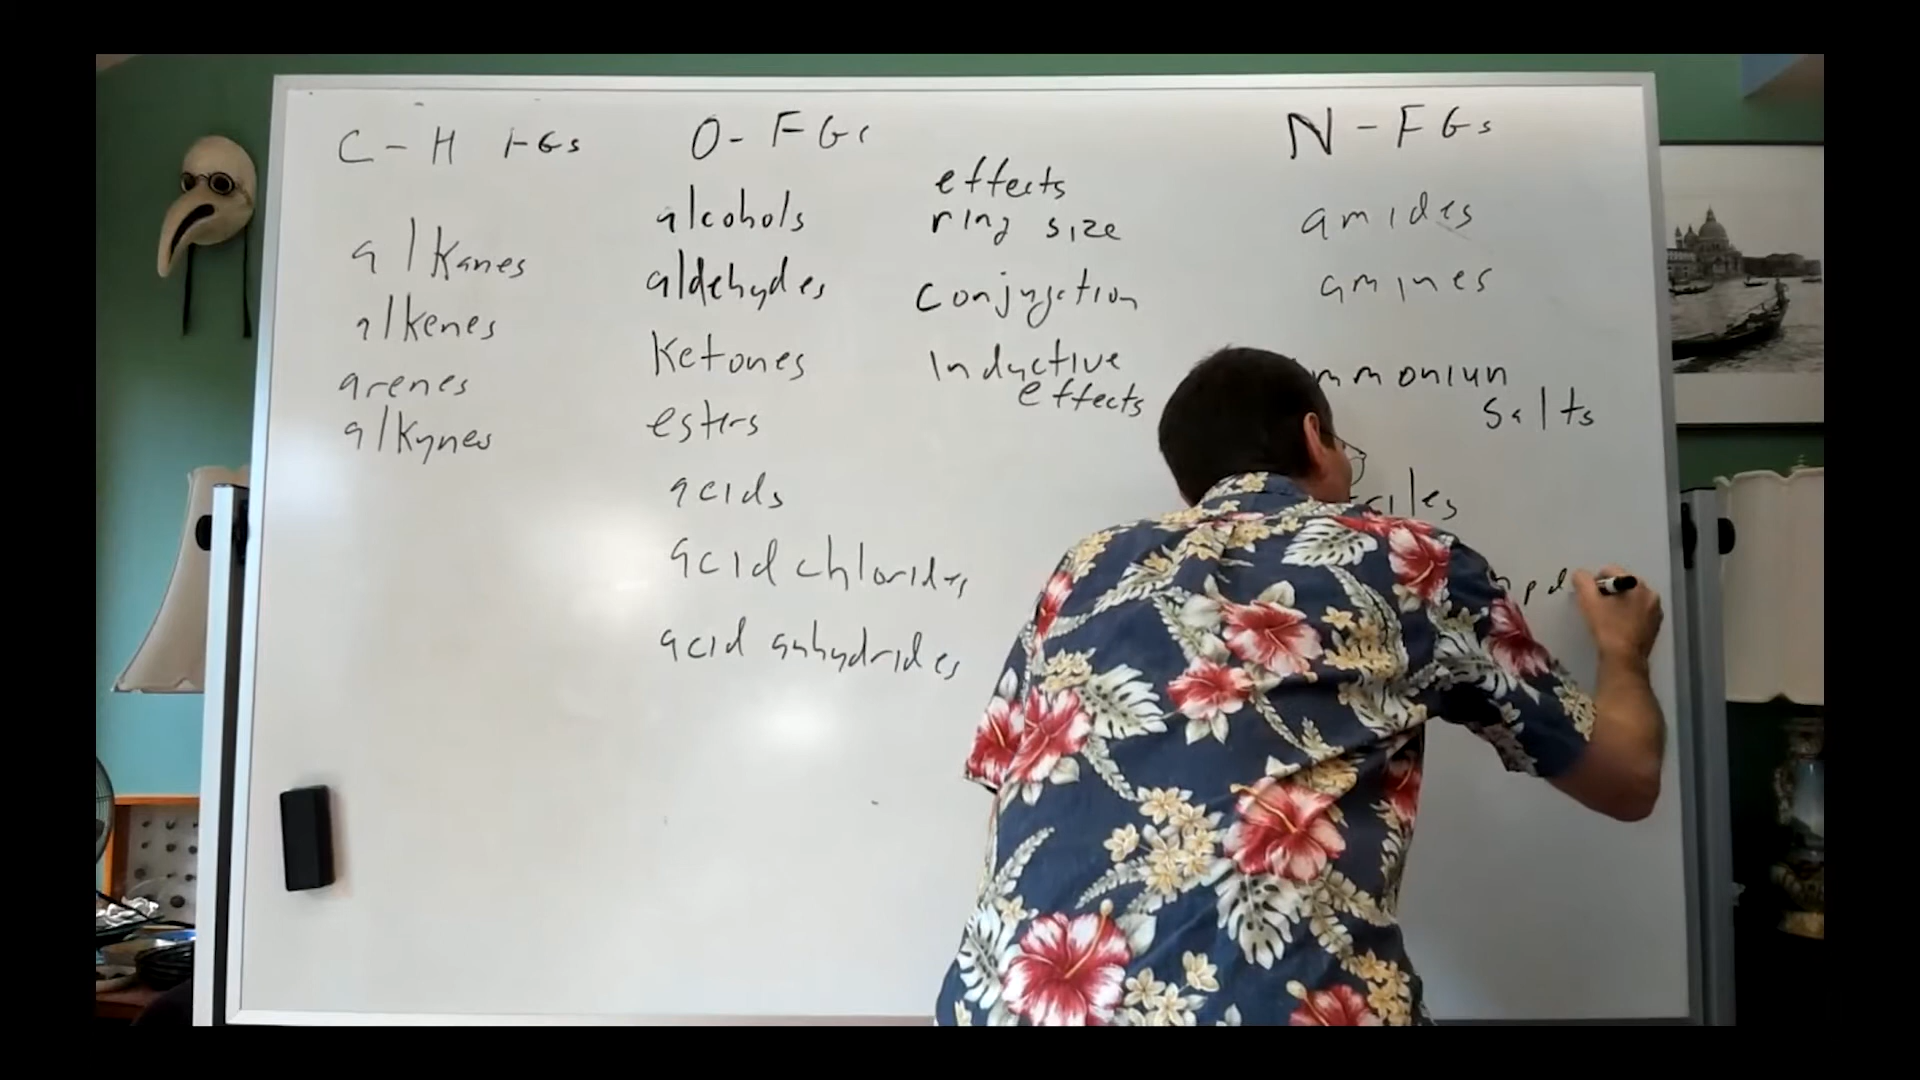 C-H FGs
alkanes
alkenes
arenes
alkynes
O-FGs
alcohols
aldehydes
Ketones
esters
acids
acid chlorides
acid anhydrides
effects
ring size
Conjugation
Inductive
effects
N-FGs
amides
amines
mmonium
Salts